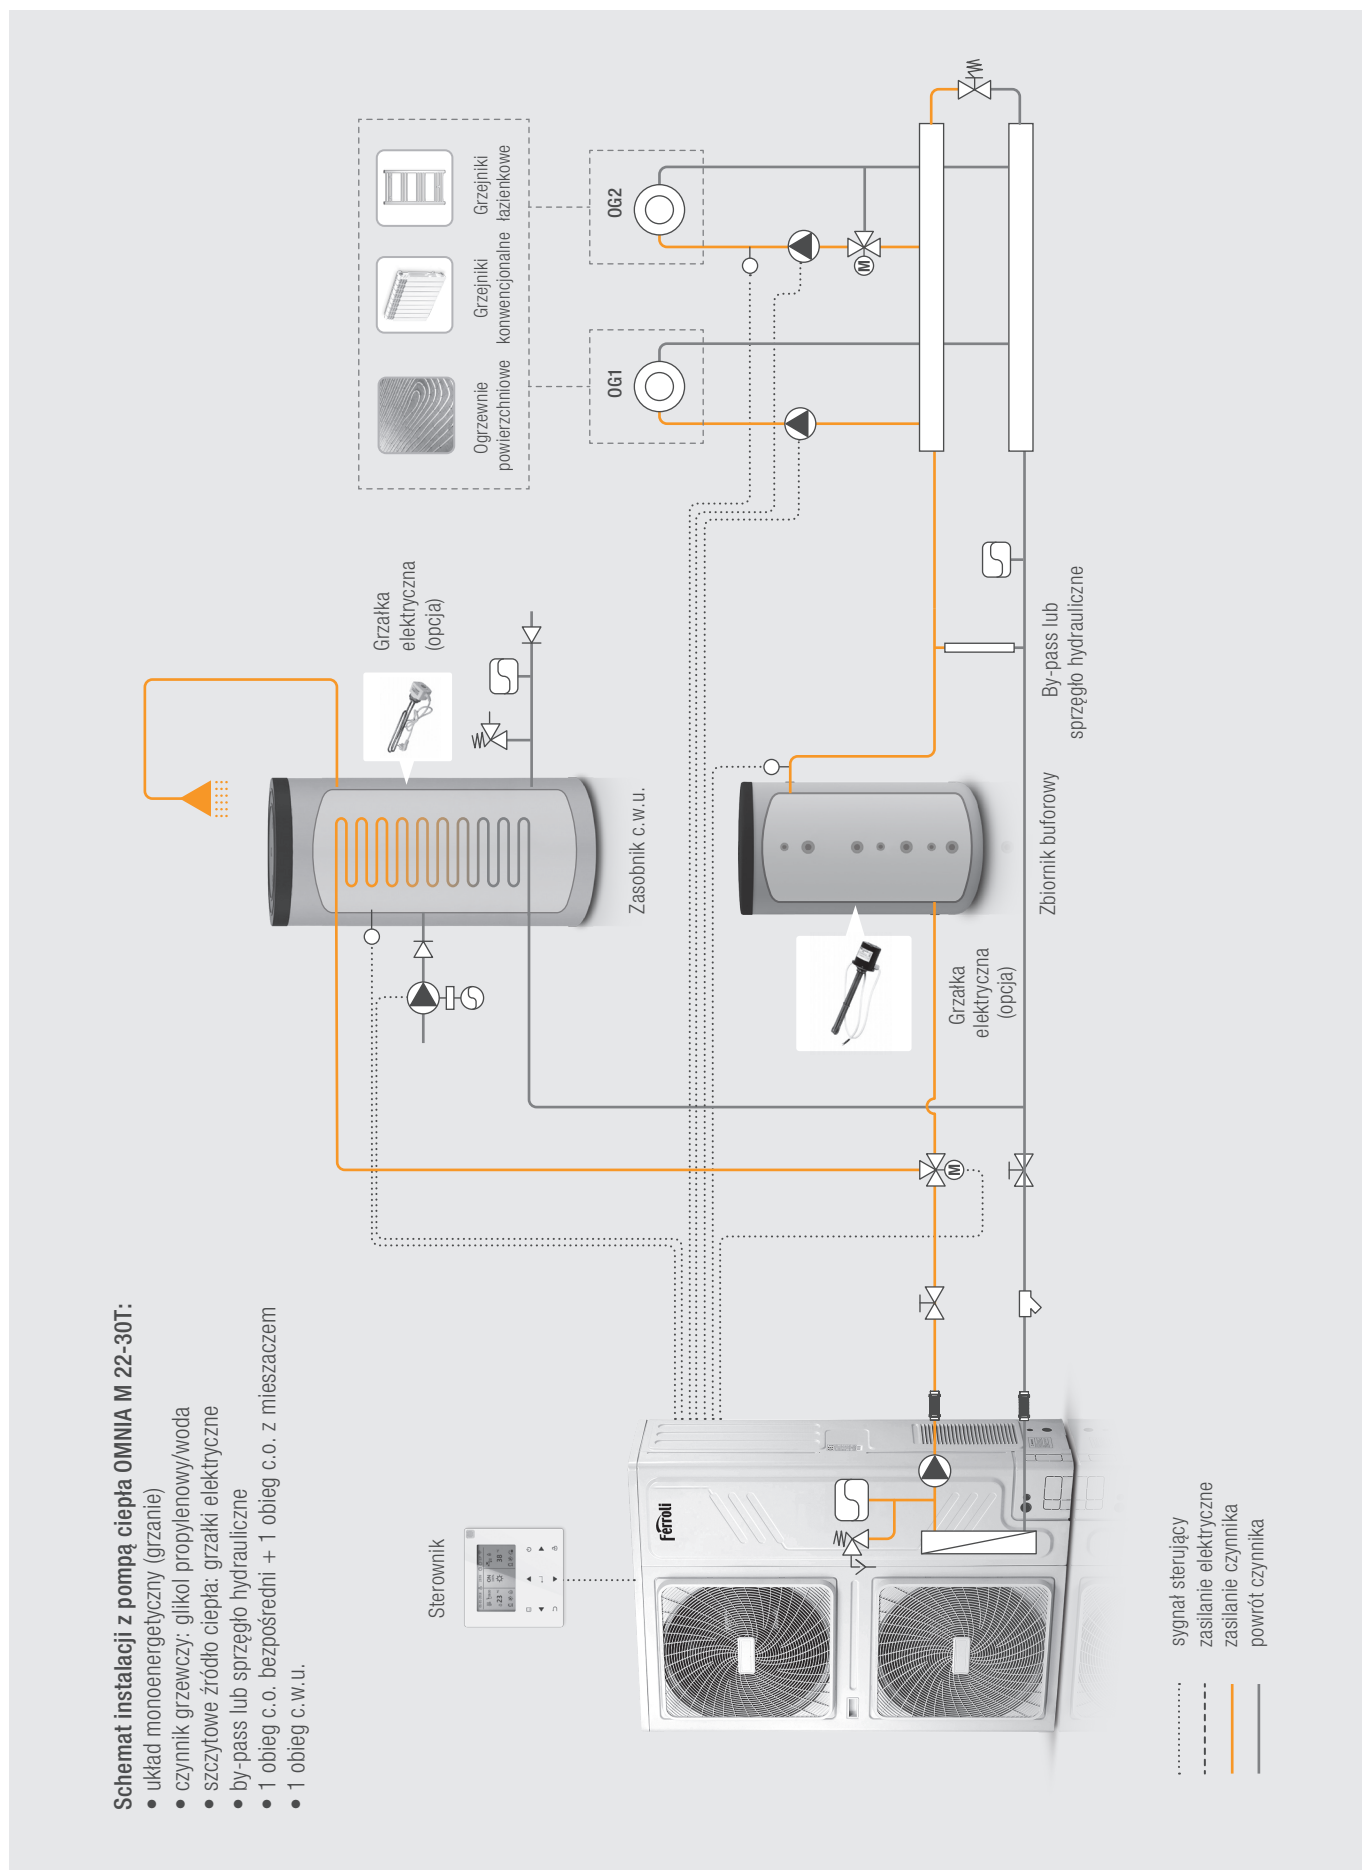 Schemat instalacji z pompą ciepła OMNIA M 22-30T:
• układ monoenergetyczny (grzanie)
• czynnik grzewczy: glikol propylenowy/woda
• szczytowe źródło ciepła: grzałki elektryczne
• by-pass lub sprzęgło hydrauliczne
• 1 obieg c.o. bezpośredni + 1 obieg c.o. z mieszaczem
• 1 obieg c.w.u.
Grzałka
elektryczna
(opcja)
Ogrzewnie
powierzchniowe
Grzejniki
konwencjonalne
Grzejniki
łazienkowe
Sterownik
Zasobnik c.w.u.
OG1
OG2
M
Ferroli
M
Grzałka
elektryczna
(opcja)
Zbiornik buforowy
By-pass lub
sprzęgło hydrauliczne
sygnał sterujący
zasilanie elektryczne
zasilanie czynnika
powrót czynnika